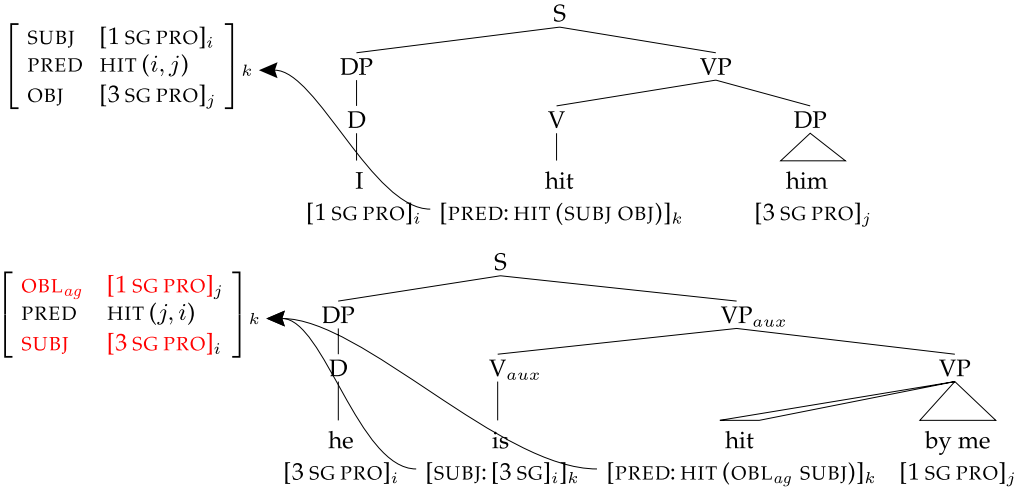 S
SUBJ [1 SG PRO]i
PRED HIT (i, j)
OBJ [3 SG PRO]j
k
DP VP
D V DP
I hit him
[1 SG PRO]i [PRED: HIT (SUBJ OBJ)]k [3 SG PRO]j
S
OBLag [1 SG PRO]j
PRED HIT (j, i)
SUBJ [3 SG PRO]i
k
DP VPaux
D Vaux VP
he is hit by me
[3 SG PRO]i [SUBJ: [3 SG]i]k [PRED: HIT (OBLag SUBJ)]k [1 SG PRO]j